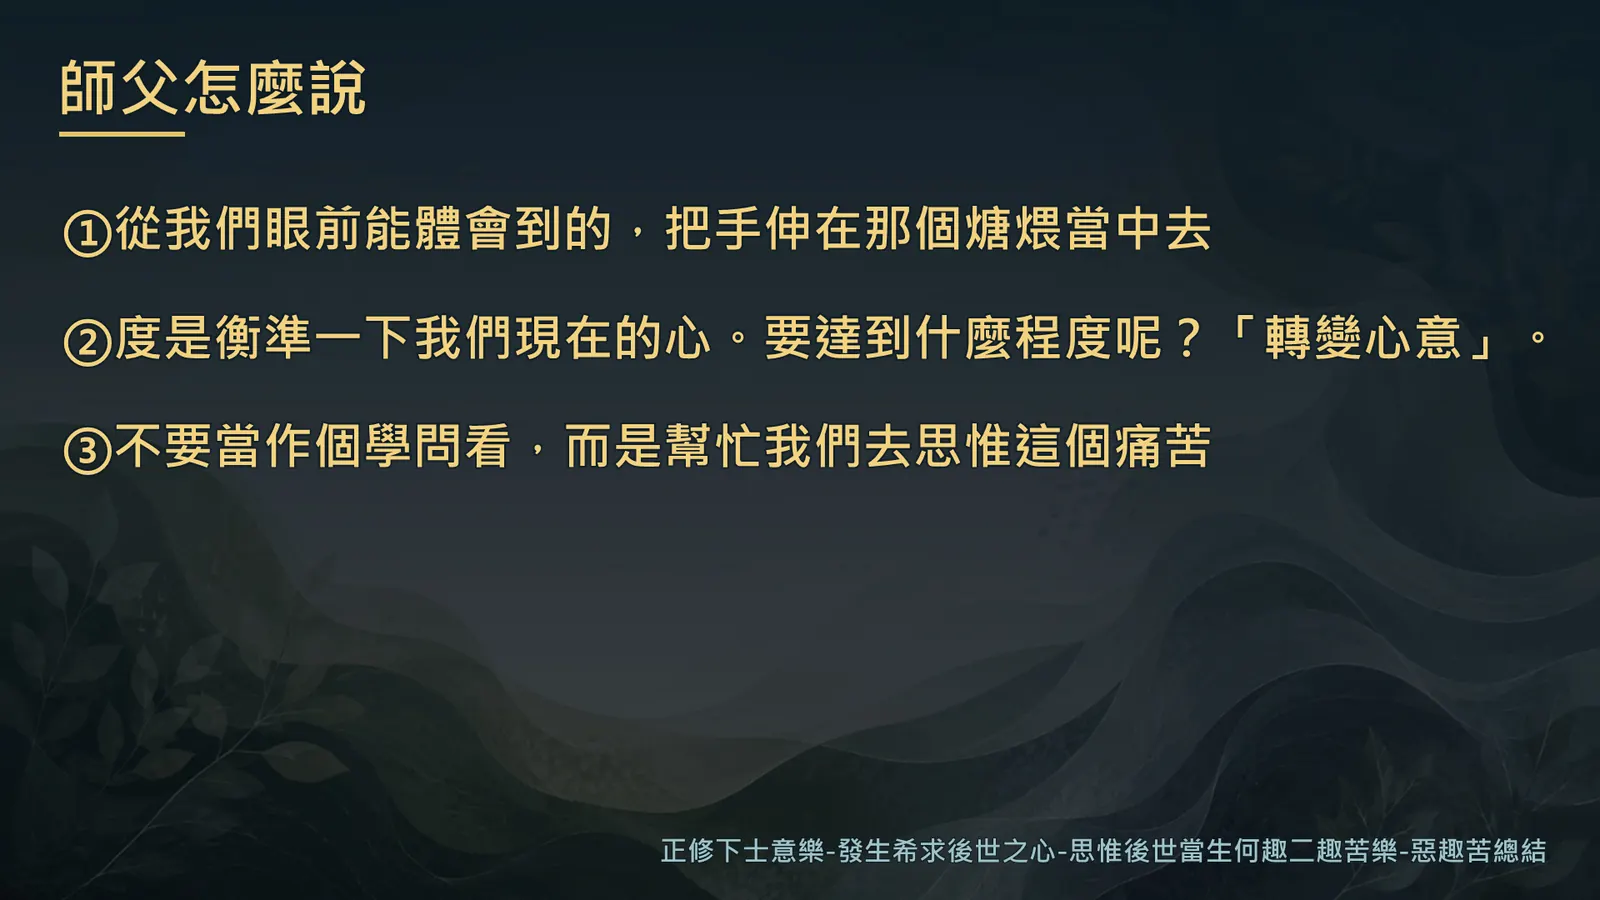 師父怎麼說
①從我們眼前能體會到的，把手伸在那個煻煨當中去
②度是衡準一下我們現在的心。要達到什麼程度呢？「轉變心意」。
③不要當作個學問看，而是幫忙我們去思惟這個痛苦
正修下士意樂-發生希求後世之心-思惟後世當生何趣二趣苦樂-惡趣苦總結